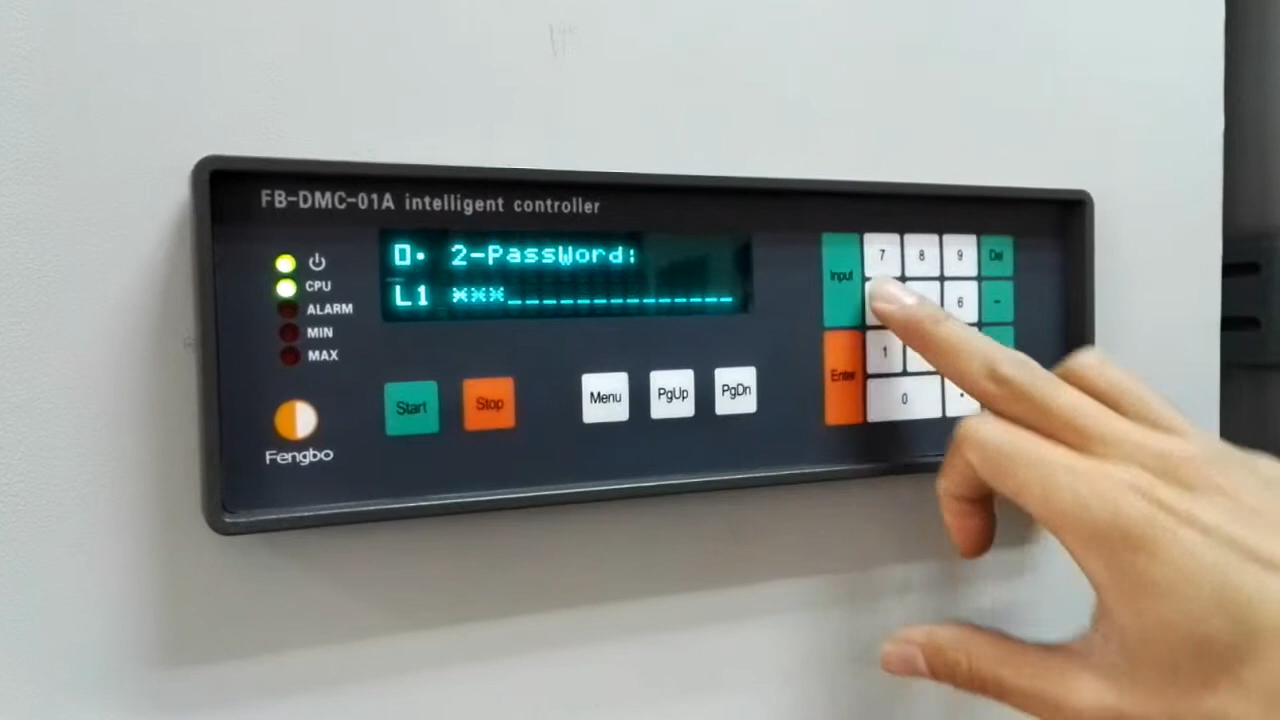 FB-DMC-01A intelligent controller
0. 2-PassWord:
L1 ***______________
CPU
ALARM
MIN
MAX
Fengbo
Start
Stop
Menu
PgUp
PgDn
Input
7
8
9
Del
6
-
Enter
1
0